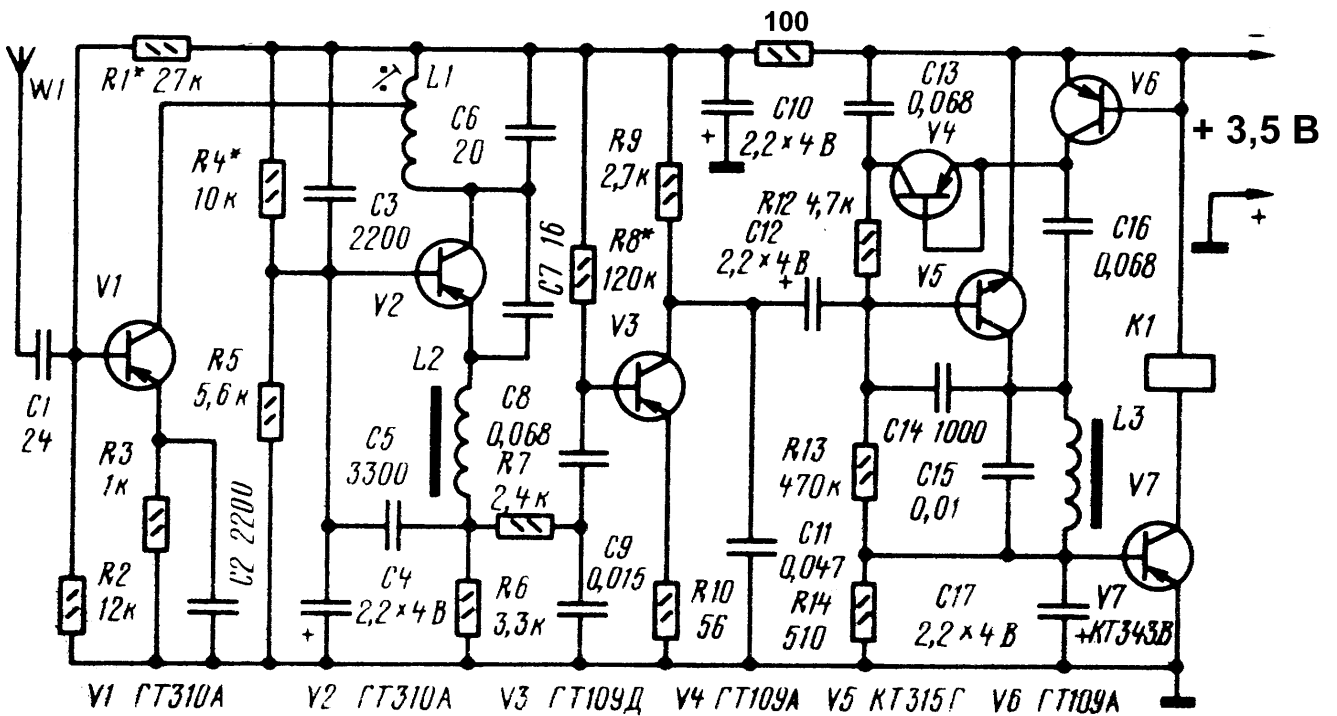 100
W1
R1* 27к
L1
C6
20
C10
2,2×4 В
C13
0,068
V4
V6
+ 3,5 В
R4*
10к
C3
2200
R9
2,7к
R12 4,7к
C12
2,2×4 В
C7 16
R8*
120к
C16
0,068
V1
V2
V3
V5
K1
R5
5,6к
L2
C1
24
R3
1к
C5
3300
C8
0,068
R7
2,4к
C14 1000
L3
R13
470к
C15
0,01
V7
C2 2200
R2
12к
C4
2,2×4 В
R6
3,3к
C9
0,015
R10
56
C11
0,047
R14
510
C17
2,2×4 В
V7
КТ343В
V1 ГТ310А V2 ГТ310А V3 ГТ109Д V4 ГТ109А V5 КТ315Г V6 ГТ109А